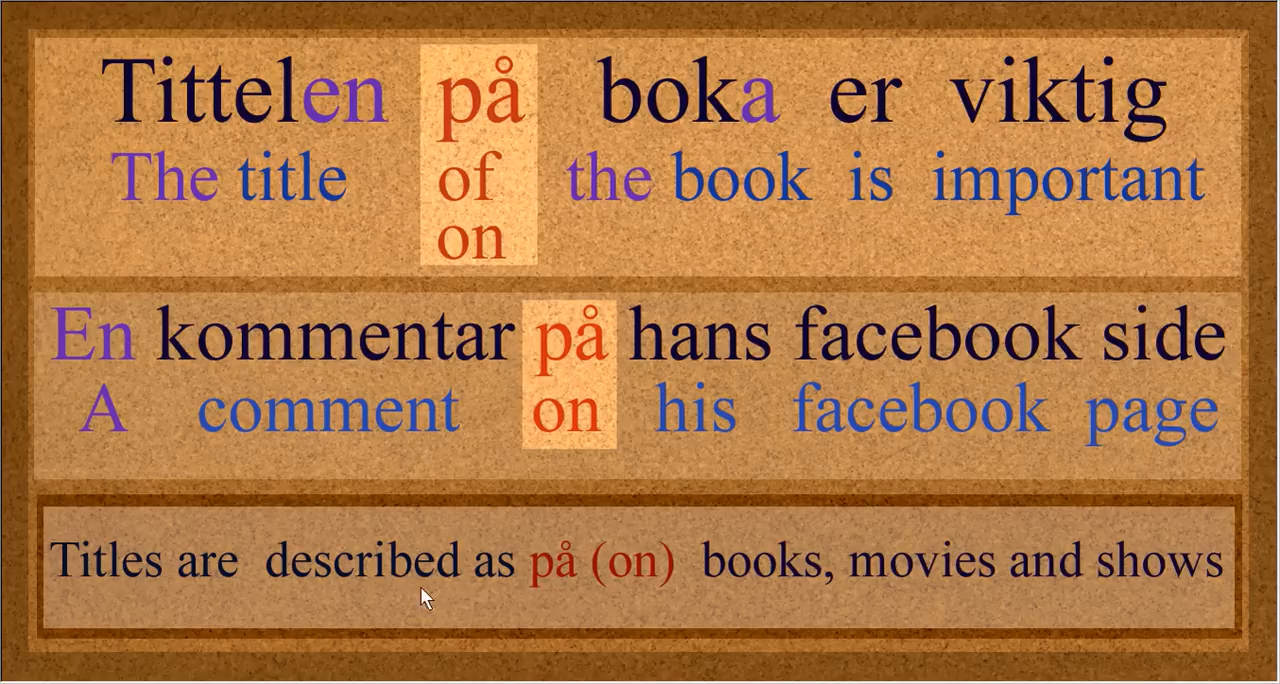 Tittelen på boka er viktig
The title of the book is important
on
En kommentar på hans facebook side
A comment on his facebook page
Titles are described as på (on) books, movies and shows